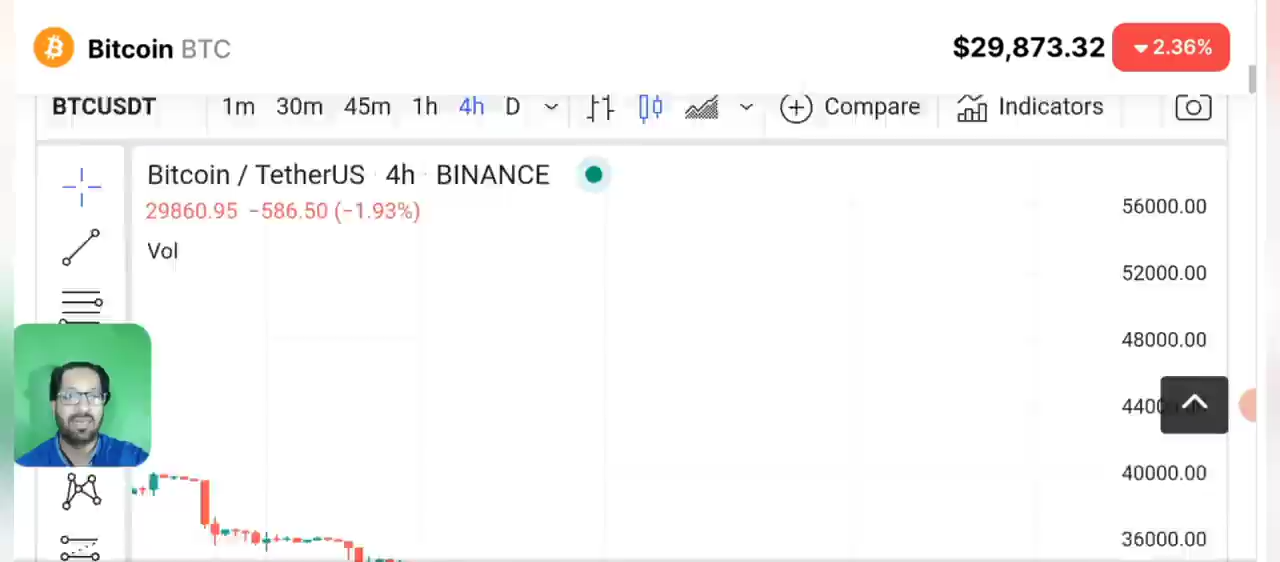 Bitcoin BTC $29,873.32 2.36%
BTCUSDT 1m 30m 45m 1h 4h D Compare Indicators
Bitcoin / TetherUS · 4h · BINANCE
29860.95 −586.50 (−1.93%)
Vol
56000.00
52000.00
48000.00
40000.00
36000.00